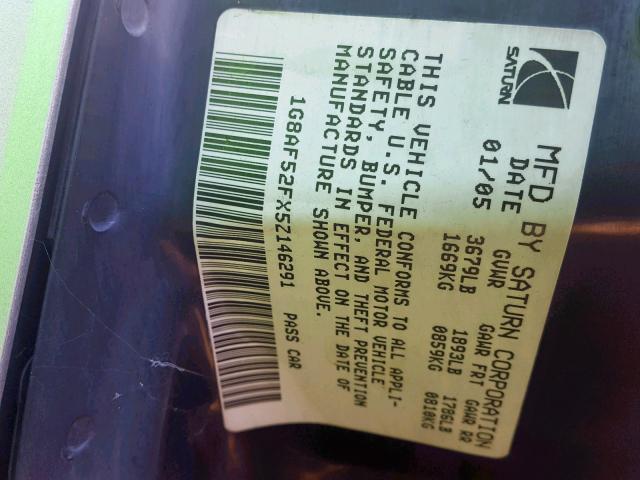 SATURN
MFD BY SATURN CORPORATION
DATE GVWR GAWR FRT GAWR RR
01/05 3679LB 1893LB 1786LB
1669KG 0859KG 0810KG
THIS VEHICLE CONFORMS TO ALL APPLI-
CABLE U.S. FEDERAL MOTOR VEHICLE
SAFETY, BUMPER, AND THEFT PREVENTION
STANDARDS IN EFFECT ON THE DATE OF
MANUFACTURE SHOWN ABOVE.
1G8AF52FX5Z146291 PASS CAR